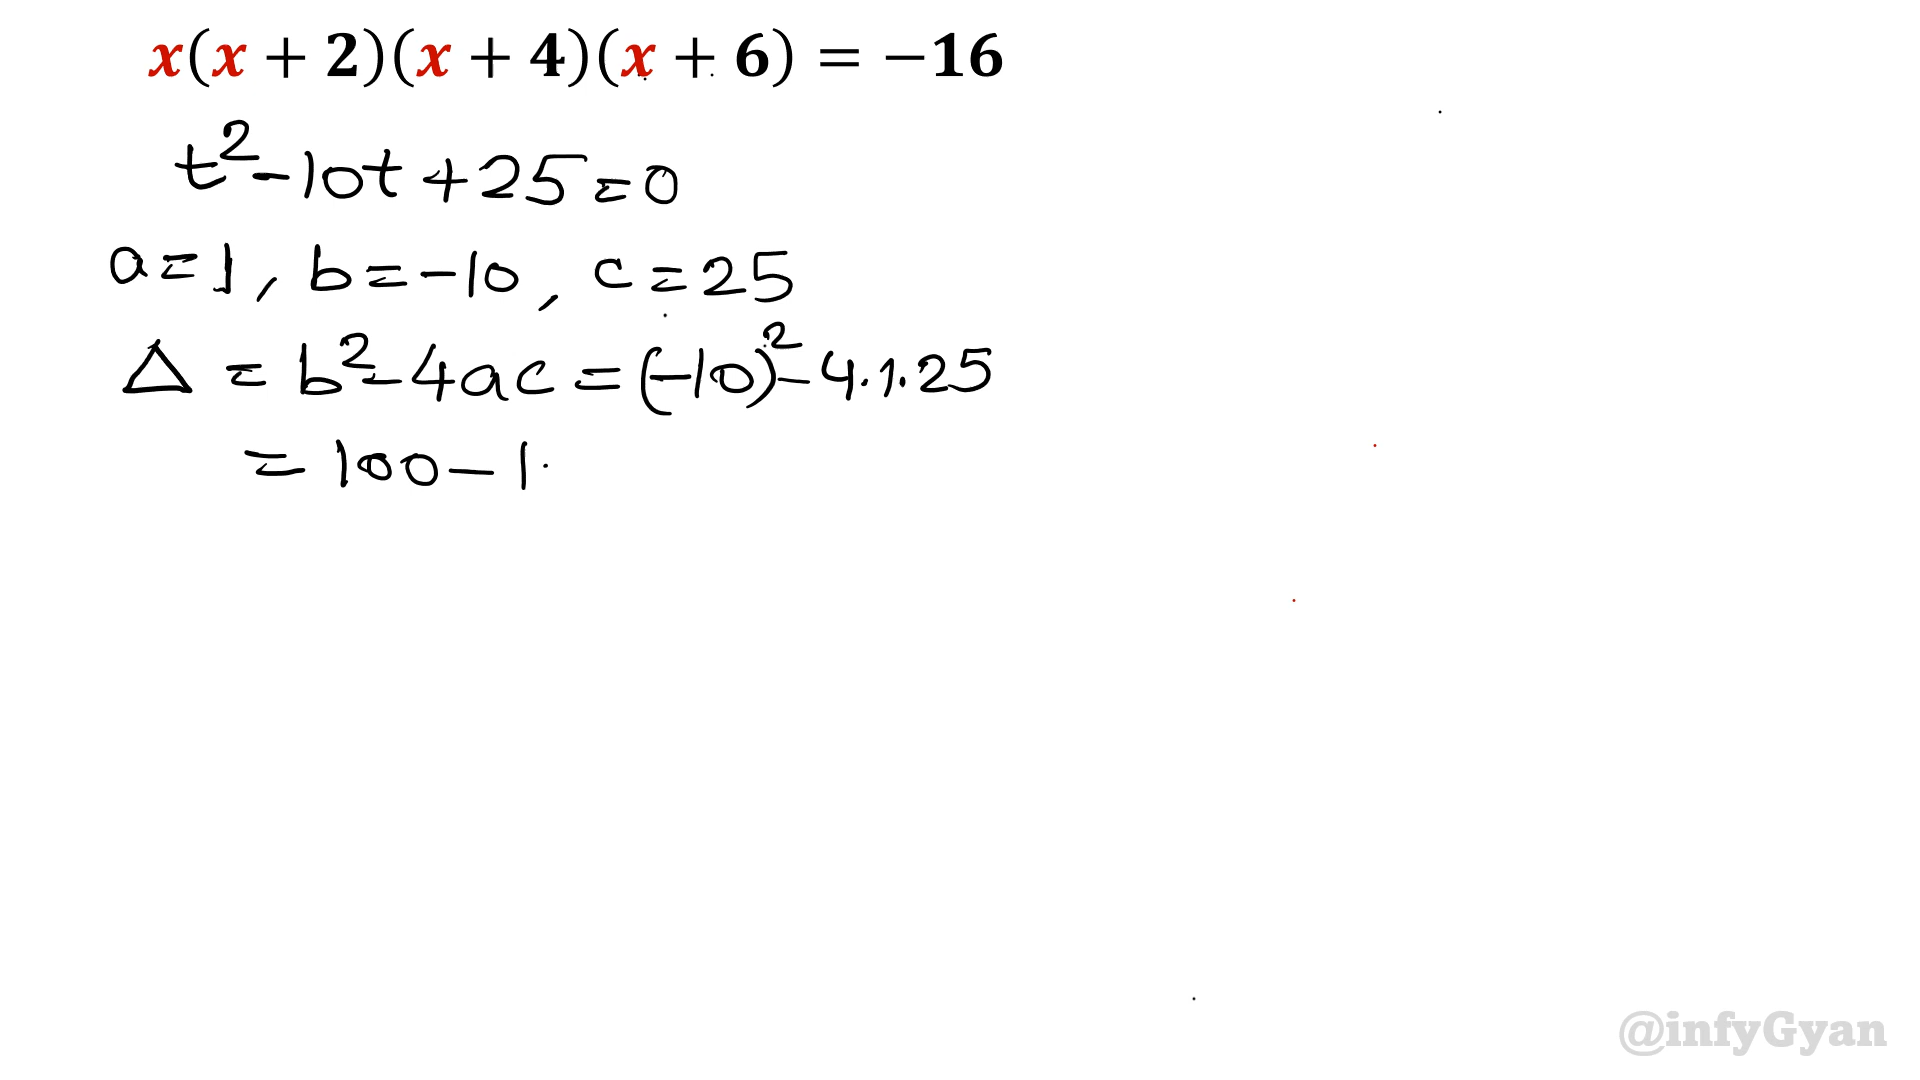 x(x + 2)(x + 4)(x + 6) = −16
t² - 10t + 25 = 0
a = 1, b = -10, c = 25
Δ = b² - 4ac = (-10)² - 4.1.25
= 100 - 1
@infyGyan